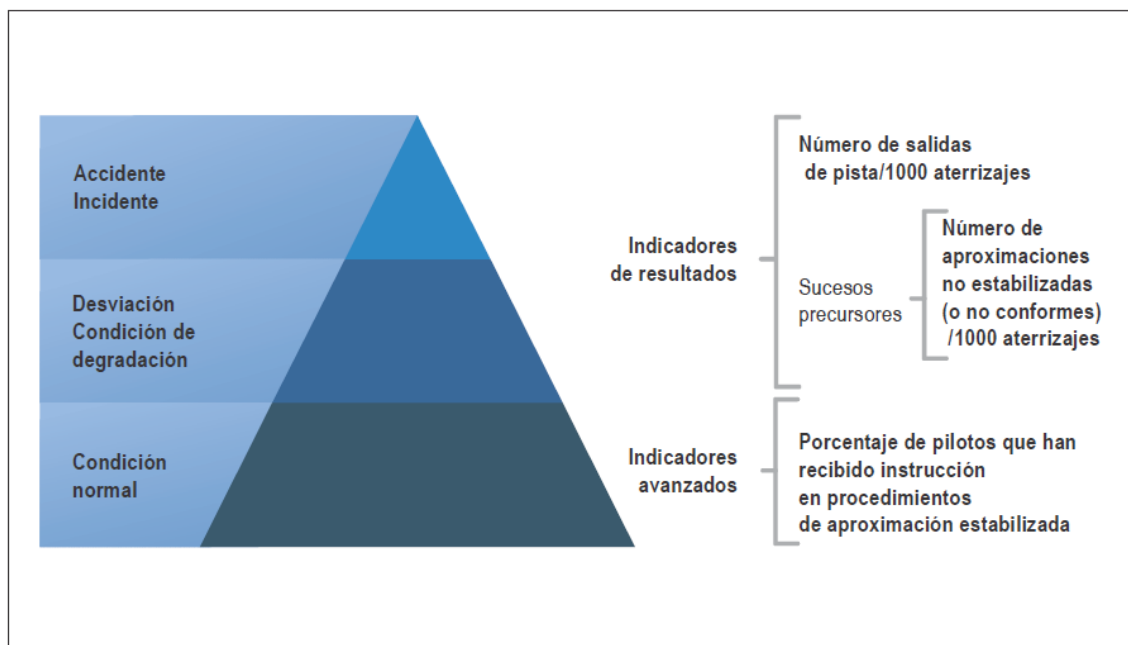 Accidente
Incidente
Desviación
Condición de
degradación
Condición
normal
Indicadores
de resultados
Número de salidas
de pista/1000 aterrizajes
Sucesos
precursores
Número de
aproximaciones
no estabilizadas
(o no conformes)
/1000 aterrizajes
Indicadores
avanzados
Porcentaje de pilotos que han
recibido instrucción
en procedimientos
de aproximación estabilizada